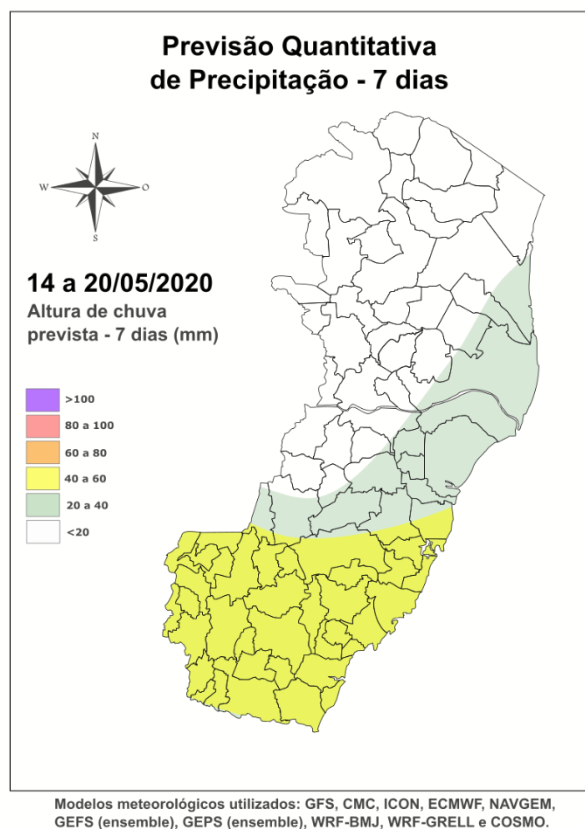 Previsão Quantitativa
de Precipitação - 7 dias
N
W
O
S
14 a 20/05/2020
Altura de chuva
prevista - 7 dias (mm)
>100
80 a 100
60 a 80
40 a 60
20 a 40
<20
Modelos meteorológicos utilizados: GFS, CMC, ICON, ECMWF, NAVGEM,
GEFS (ensemble), GEPS (ensemble), WRF-BMJ, WRF-GRELL e COSMO.